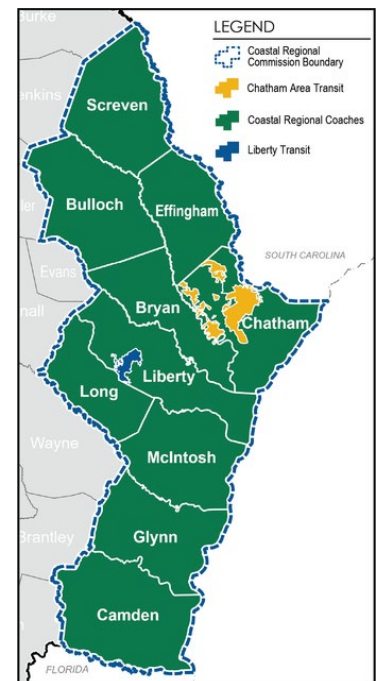 Burke
LEGEND
Coastal Regional
Commission Boundary
Chatham Area Transit
Coastal Regional Coaches
Liberty Transit
enkins
Screven
Bulloch
Effingham
SOUTH CAROLINA
Evans
Bryan
Chatham
Liberty
Long
Wayne
McIntosh
Brantley
Glynn
Camden
FLORIDA